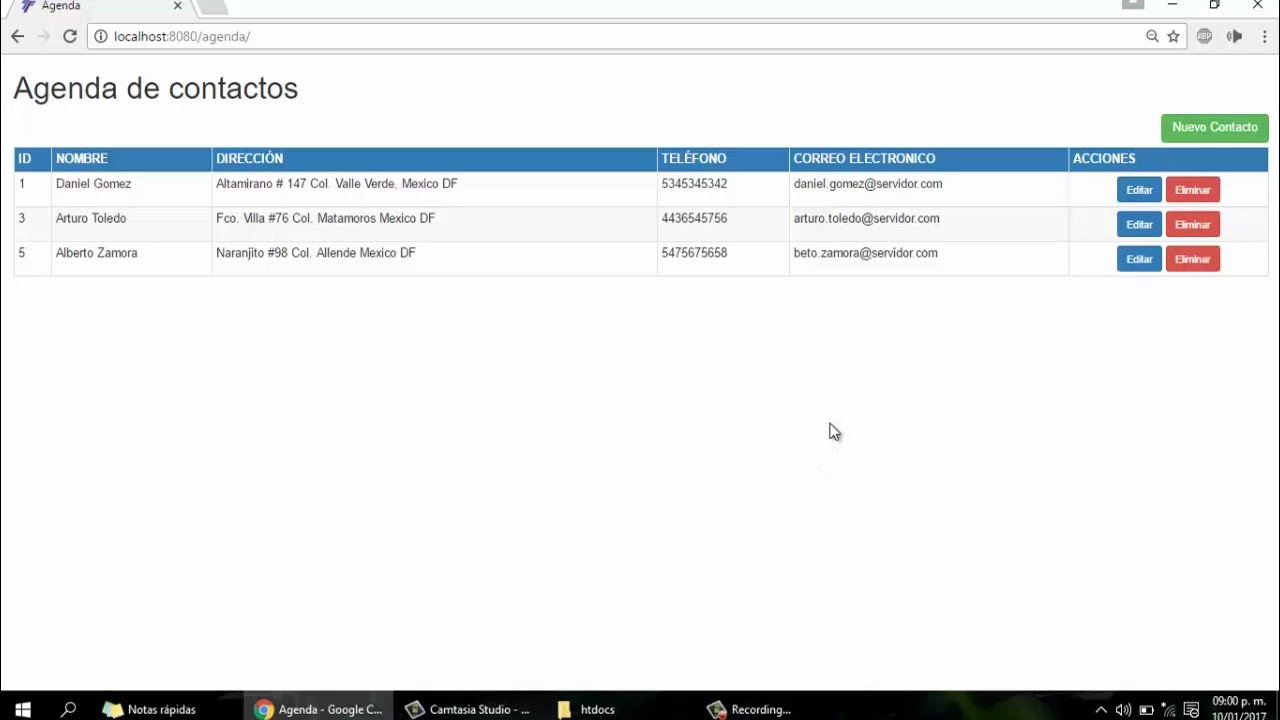 Agenda
localhost:8080/agenda/
ABP
Agenda de contactos
Nuevo Contacto
ID NOMBRE DIRECCIÓN TELÉFONO CORREO ELECTRONICO ACCIONES
1 Daniel Gomez Altamirano # 147 Col. Valle Verde, Mexico DF 5345345342 daniel.gomez@servidor.com Editar Eliminar
3 Arturo Toledo Fco. Villa #76 Col. Matamoros Mexico DF 4436545756 arturo.toledo@servidor.com Editar Eliminar
5 Alberto Zamora Naranjito #98 Col. Allende Mexico DF 5475675658 beto.zamora@servidor.com Editar Eliminar
Notas rápidas Agenda - Google C... Camtasia Studio - ... htdocs Recording...
09:00 p. m.
10/01/2017